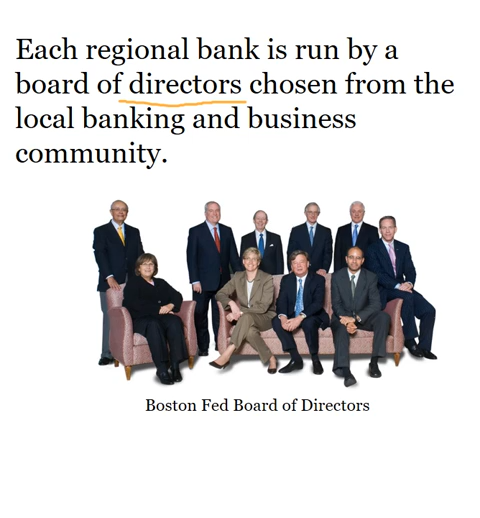 Each regional bank is run by a
board of directors chosen from the
local banking and business
community.
Boston Fed Board of Directors